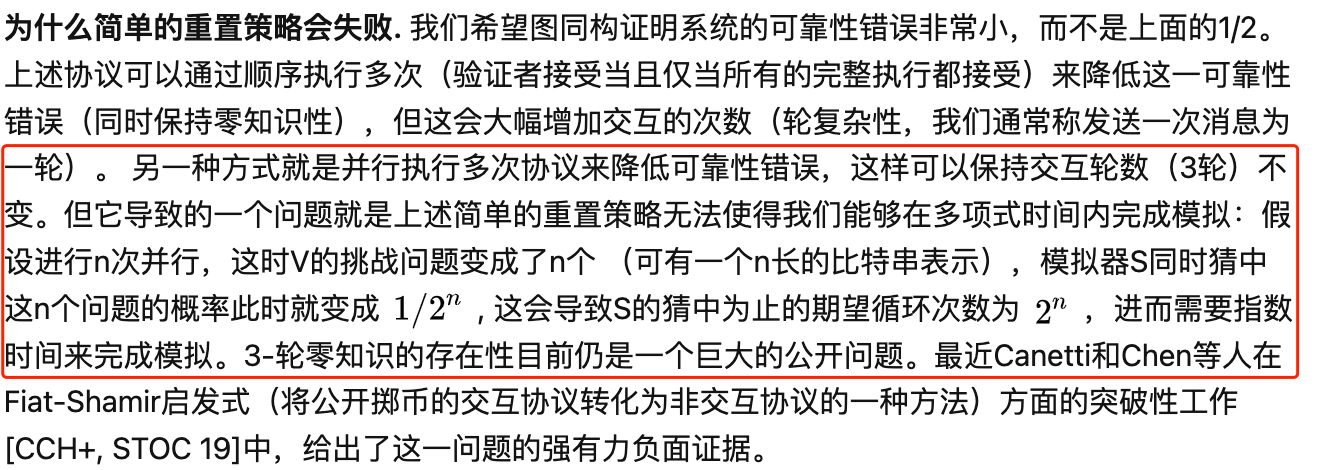 为什么简单的重置策略会失败. 我们希望图同构证明系统的可靠性错误非常小，而不是上面的1/2。
上述协议可以通过顺序执行多次（验证者接受当且仅当所有的完整执行都接受）来降低这一可靠性
错误（同时保持零知识性），但这会大幅增加交互的次数（轮复杂性，我们通常称发送一次消息为
一轮）。 另一种方式就是并行执行多次协议来降低可靠性错误，这样可以保持交互轮数（3轮）不
变。但它导致的一个问题就是上述简单的重置策略无法使得我们能够在多项式时间内完成模拟：假
设进行n次并行，这时V的挑战问题变成了n个 （可有一个n长的比特串表示），模拟器S同时猜中
这n个问题的概率此时就变成 1/2ⁿ , 这会导致S的猜中为止的期望循环次数为 2ⁿ ，进而需要指数
时间来完成模拟。3-轮零知识的存在性目前仍是一个巨大的公开问题。最近Canetti和Chen等人在
Fiat-Shamir启发式（将公开掷币的交互协议转化为非交互协议的一种方法）方面的突破性工作
[CCH+, STOC 19]中，给出了这一问题的强有力负面证据。